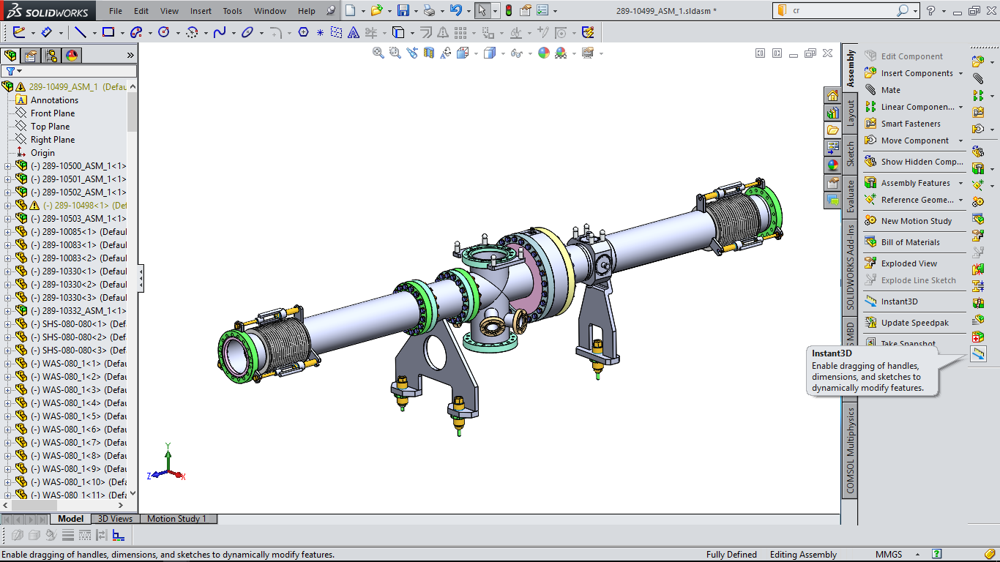 SOLIDWORKS
File Edit View Insert Tools Window Help
289-10499_ASM_1.sldasm *
cr
289-10499_ASM_1 (Defau
Annotations
Front Plane
Top Plane
Right Plane
Origin
(-) 289-10500_ASM_1<1>
(-) 289-10501_ASM_1<1>
(-) 289-10502_ASM_1<1>
(-) 289-10498<1> (Def
(-) 289-10503_ASM_1<1>
(-) 289-10085<1> (Defaul
(-) 289-10083<1> (Defaul
(-) 289-10083<2> (Defaul
(-) 289-10330<1> (Defaul
(-) 289-10330<2> (Defaul
(-) 289-10330<3> (Defaul
(-) 289-10332_ASM_1<1>
(-) SHS-080-080<1> (Def
(-) SHS-080-080<2> (Def
(-) SHS-080-080<3> (Def
(-) WAS-080_1<1> (Defau
(-) WAS-080_1<2> (Defau
(-) WAS-080_1<3> (Defau
(-) WAS-080_1<4> (Defau
(-) WAS-080_1<5> (Defau
(-) WAS-080_1<6> (Defau
(-) WAS-080_1<7> (Defau
(-) WAS-080_1<8> (Defau
(-) WAS-080_1<9> (Defau
(-) WAS-080_1<10> (Defa
(-) WAS-080_1<11> (Defa
Y
Z
X
Assembly
Layout
Sketch
Evaluate
SOLIDWORKS Add-Ins
MBD
COMSOL Multiphysics
Edit Component
Insert Components
Mate
Linear Componen...
Smart Fasteners
Move Component
Show Hidden Comp...
Assembly Features
Reference Geome...
New Motion Study
Bill of Materials
Exploded View
Explode Line Sketch
Instant3D
Update Speedpak
Take Snapshot
Instant3D
Enable dragging of handles,
dimensions, and sketches to
dynamically modify features.
Model 3D Views Motion Study 1
Enable dragging of handles, dimensions, and sketches to dynamically modify features.
Fully Defined Editing Assembly MMGS